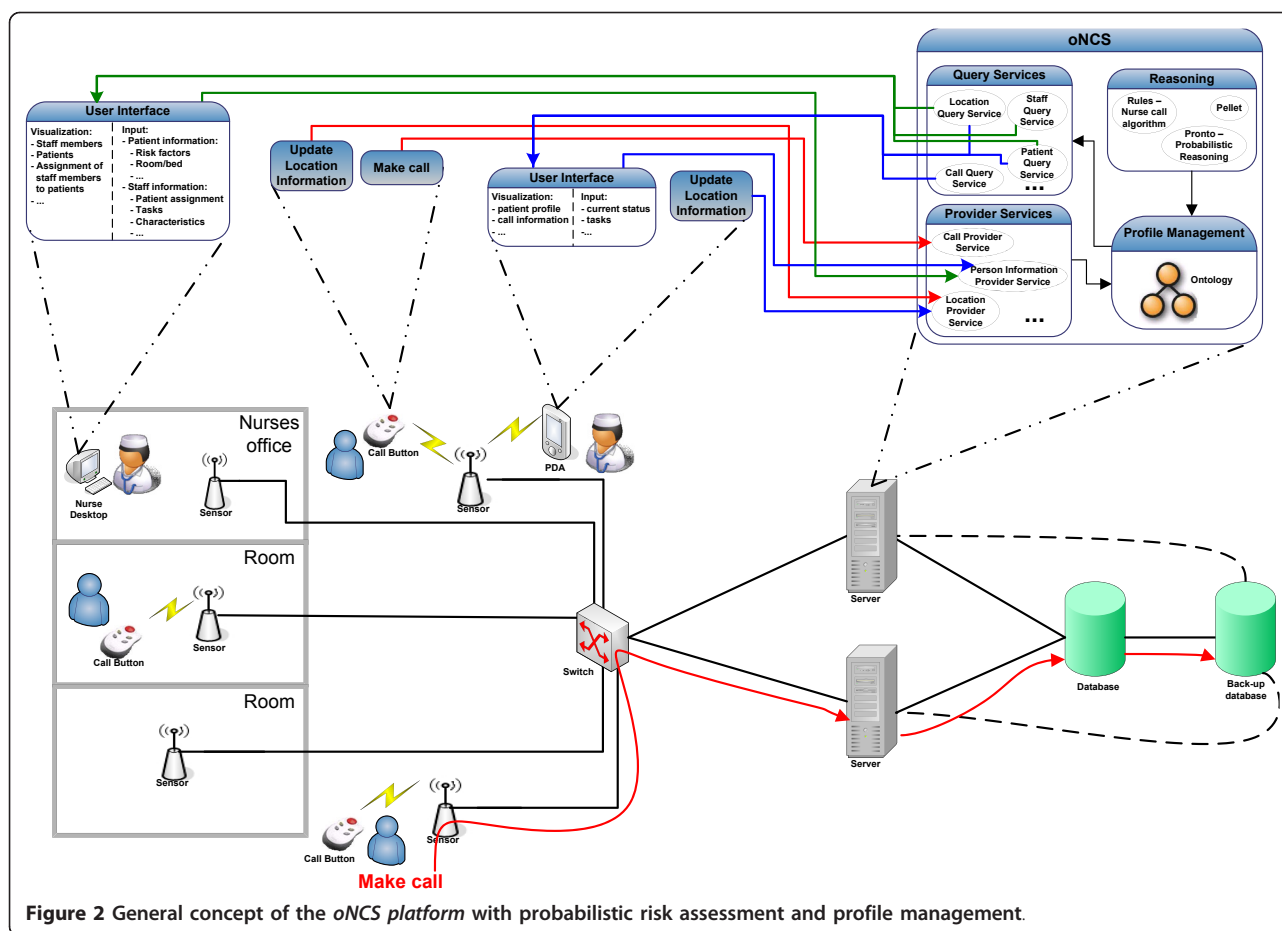 oNCS
Query Services
Location
Query Service
Staff
Query
Service
Patient
Query
Service
Call Query
Service
...
Reasoning
Rules –
Nurse call
algorithm
Pellet
Pronto –
Probabilistic
Reasoning
Provider Services
Call Provider
Service
Person Information
Provider Service
Location
Provider
Service
...
Profile Management
Ontology
User Interface
Visualization:
- Staff members
- Patients
- Assignment of
staff members
to patients
- ...
Input:
- Patient information:
- Risk factors
- Room/bed
- ...
- Staff information:
- Patient assignment
- Tasks
- Characteristics
- ...
Update
Location
Information
Make call
User Interface
Visualization:
- patient profile
- call information
- ...
Input:
- current status
- tasks
-...
Update
Location
Information
Nurses
office
Nurse
Desktop
Sensor
Call Button
Sensor
PDA
Room
Call Button
Sensor
Room
Sensor
Switch
Server
Server
Database
Back-up
database
Call Button
Sensor
Make call
Figure 2 General concept of the oNCS platform with probabilistic risk assessment and profile management.